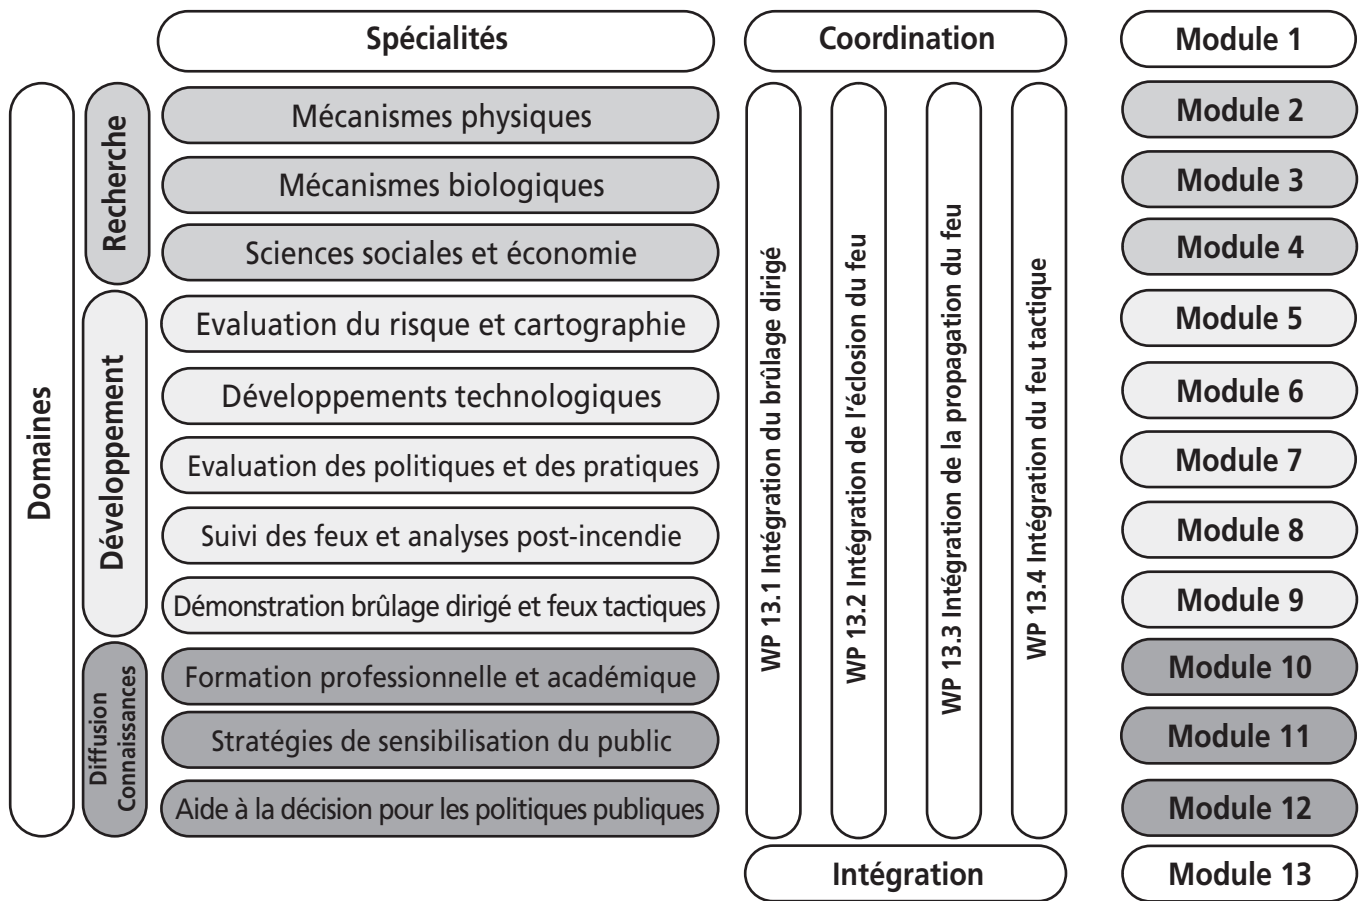 Spécialités
Coordination
Module 1
Domaines
Recherche
Mécanismes physiques
Module 2
Mécanismes biologiques
Module 3
Sciences sociales et économie
Module 4
Développement
Evaluation du risque et cartographie
Module 5
Développements technologiques
Module 6
Evaluation des politiques et des pratiques
Module 7
Suivi des feux et analyses post-incendie
Module 8
Démonstration brûlage dirigé et feux tactiques
Module 9
Diffusion
Connaissances
Formation professionnelle et académique
Module 10
Stratégies de sensibilisation du public
Module 11
Aide à la décision pour les politiques publiques
Module 12
WP 13.1 Intégration du brûlage dirigé
WP 13.2 Intégration de l'éclosion du feu
WP 13.3 Intégration de la propagation du feu
WP 13.4 Intégration du feu tactique
Intégration
Module 13